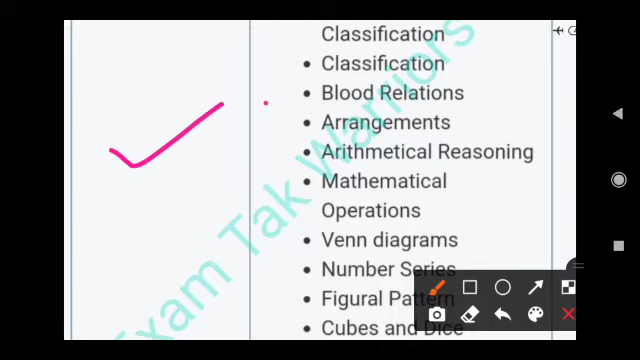 Classification
• Classification
• Blood Relations
• Arrangements
• Arithmetical Reasoning
• Mathematical
Operations
• Venn diagrams
• Number Series
• Figural Pattern
• Cubes and Dice
Exam Tak Warriors